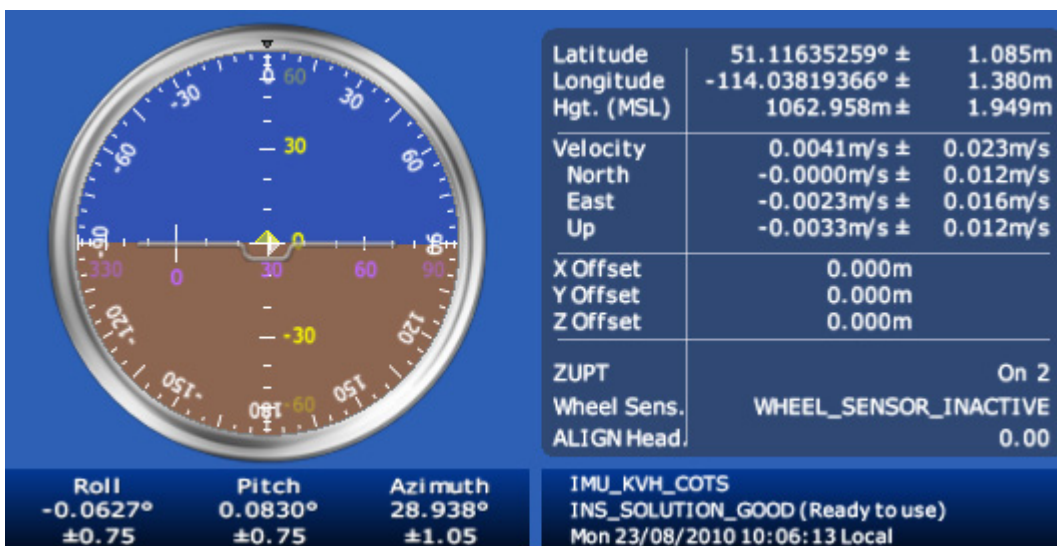 0 60
-30 30
-60 30 60
-90 0 90
-330 0 30 60 90
-120 -30 120
-150 150
180 -60
Latitude 51.11635259° ± 1.085m
Longitude -114.03819366° ± 1.380m
Hgt. (MSL) 1062.958m ± 1.949m
Velocity 0.0041m/s ± 0.023m/s
North -0.0000m/s ± 0.012m/s
East -0.0023m/s ± 0.016m/s
Up -0.0033m/s ± 0.012m/s
X Offset 0.000m
Y Offset 0.000m
Z Offset 0.000m
ZUPT On 2
Wheel Sens. WHEEL_SENSOR_INACTIVE
ALIGN Head. 0.00
Roll Pitch Azimuth
-0.0627° 0.0830° 28.938°
±0.75 ±0.75 ±1.05
IMU_KVH_COTS
INS_SOLUTION_GOOD (Ready to use)
Mon 23/08/2010 10:06:13 Local